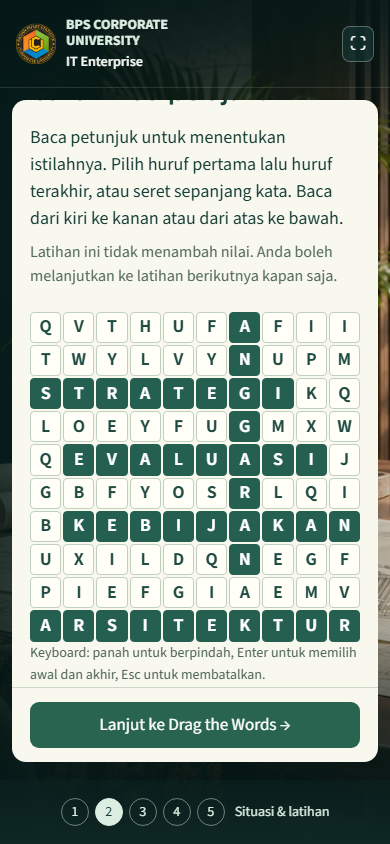 BPS CORPORATE
UNIVERSITY
IT Enterprise
Baca petunjuk untuk menentukan
istilahnya. Pilih huruf pertama lalu huruf
terakhir, atau seret sepanjang kata. Baca
dari kiri ke kanan atau dari atas ke bawah.
Latihan ini tidak menambah nilai. Anda boleh
melanjutkan ke latihan berikutnya kapan saja.
Q V T H U F A F I I
T W Y L V Y N U P M
S T R A T E G I K Q
L O E Y F U G M X W
Q E V A L U A S I J
G B F Y O S R L Q I
B K E B I J A K A N
U X I L D Q N E G F
P I E F G I A E M V
A R S I T E K T U R
Keyboard: panah untuk berpindah, Enter untuk memilih
awal dan akhir, Esc untuk membatalkan.
Lanjut ke Drag the Words →
1 2 3 4 5 Situasi & latihan